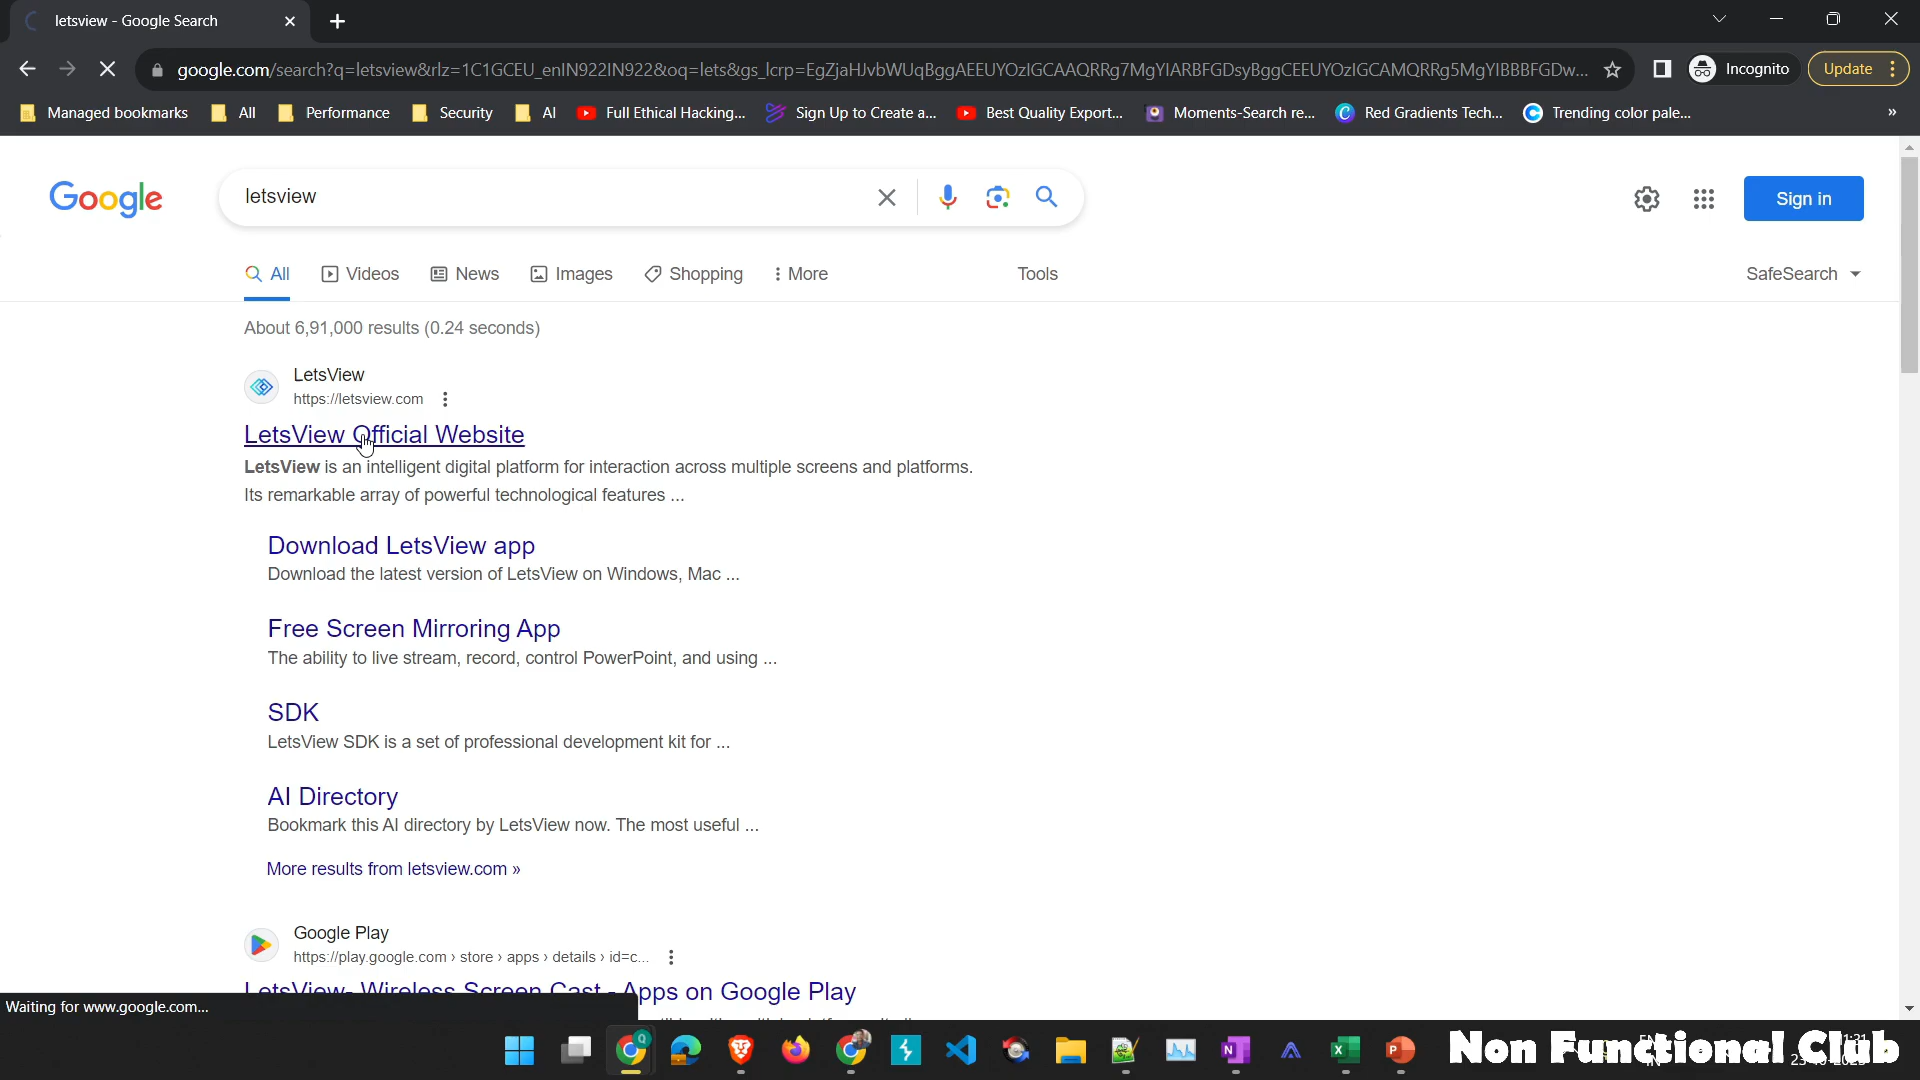 letsview - Google Search
google.com/search?q=letsview&rlz=1C1GCEU_enIN922IN922&oq=lets&gs_lcrp=EgZjaHJvbWUqBggAEEUYOzIGCAAQRRg7MgYIARBFGDsyBggCEEUYOzIGCAMQRRg5MgYIBBBFGDw...
Incognito
Update
Managed bookmarks
All
Performance
Security
AI
Full Ethical Hacking...
Sign Up to Create a...
Best Quality Export...
Moments-Search re...
Red Gradients Tech...
Trending color pale...
»
Google
letsview
Sign in
All
Videos
News
Images
Shopping
More
Tools
SafeSearch
About 6,91,000 results (0.24 seconds)
LetsView
https://letsview.com
LetsView Official Website
LetsView is an intelligent digital platform for interaction across multiple screens and platforms.
Its remarkable array of powerful technological features ...
Download LetsView app
Download the latest version of LetsView on Windows, Mac ...
Free Screen Mirroring App
The ability to live stream, record, control PowerPoint, and using ...
SDK
LetsView SDK is a set of professional development kit for ...
AI Directory
Bookmark this AI directory by LetsView now. The most useful ...
More results from letsview.com »
Google Play
https://play.google.com › store › apps › details › id=c...
LetsView- Wireless Screen Cast - Apps on Google Play
Waiting for www.google.com...
Non Functional Club